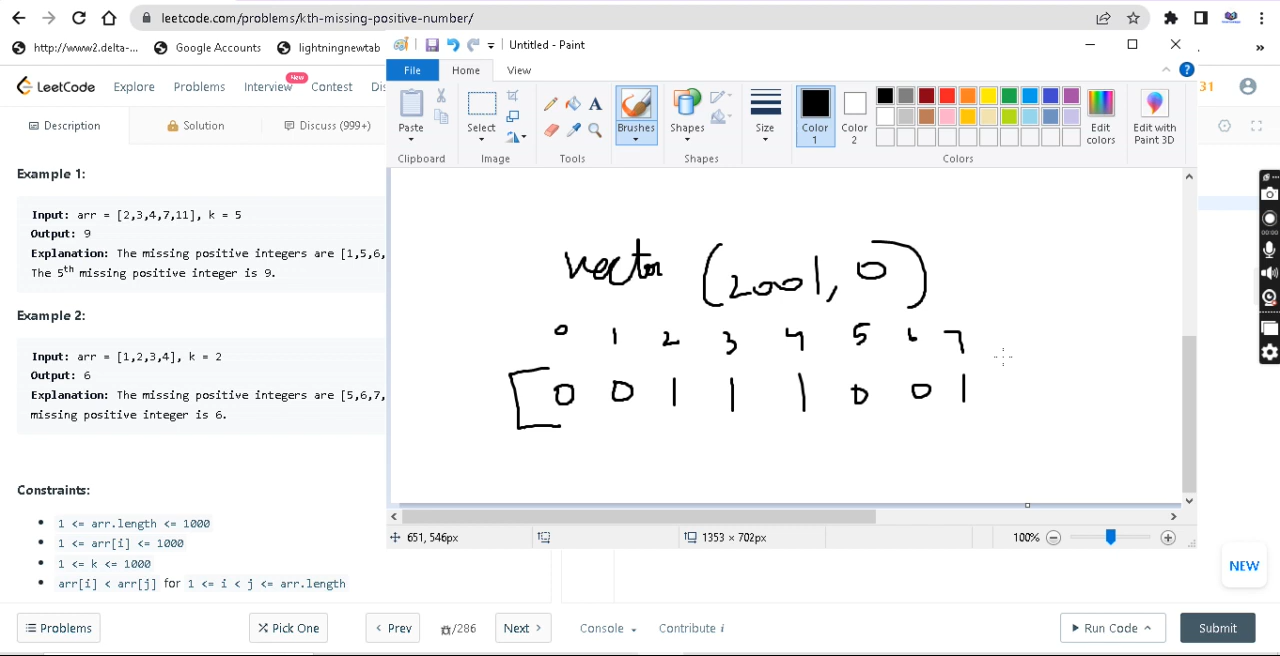 leetcode.com/problems/kth-missing-positive-number/
http://www2.delta-... Google Accounts lightningnewtab »
Untitled - Paint
File Home View
LeetCode Explore Problems Interview New Contest Dis 31
Description Solution Discuss (999+)
Paste Select Brushes Shapes Size Color 1 Color 2 Edit colors Edit with Paint 3D
Clipboard Image Tools Shapes Colors
Example 1:
Input: arr = [2,3,4,7,11], k = 5
Output: 9
Explanation: The missing positive integers are [1,5,6,
The 5th missing positive integer is 9.
Example 2:
Input: arr = [1,2,3,4], k = 2
Output: 6
Explanation: The missing positive integers are [5,6,7,
missing positive integer is 6.
Constraints:
1 <= arr.length <= 1000
1 <= arr[i] <= 1000
1 <= k <= 1000
arr[i] < arr[j] for 1 <= i < j <= arr.length
vector (2001, 0)
0 1 2 3 4 5 6 7
[0 0 1 1 1 0 0 1
651, 546px 1353 × 702px 100%
00:00
NEW
Problems Pick One Prev /286 Next Console Contribute i Run Code Submit